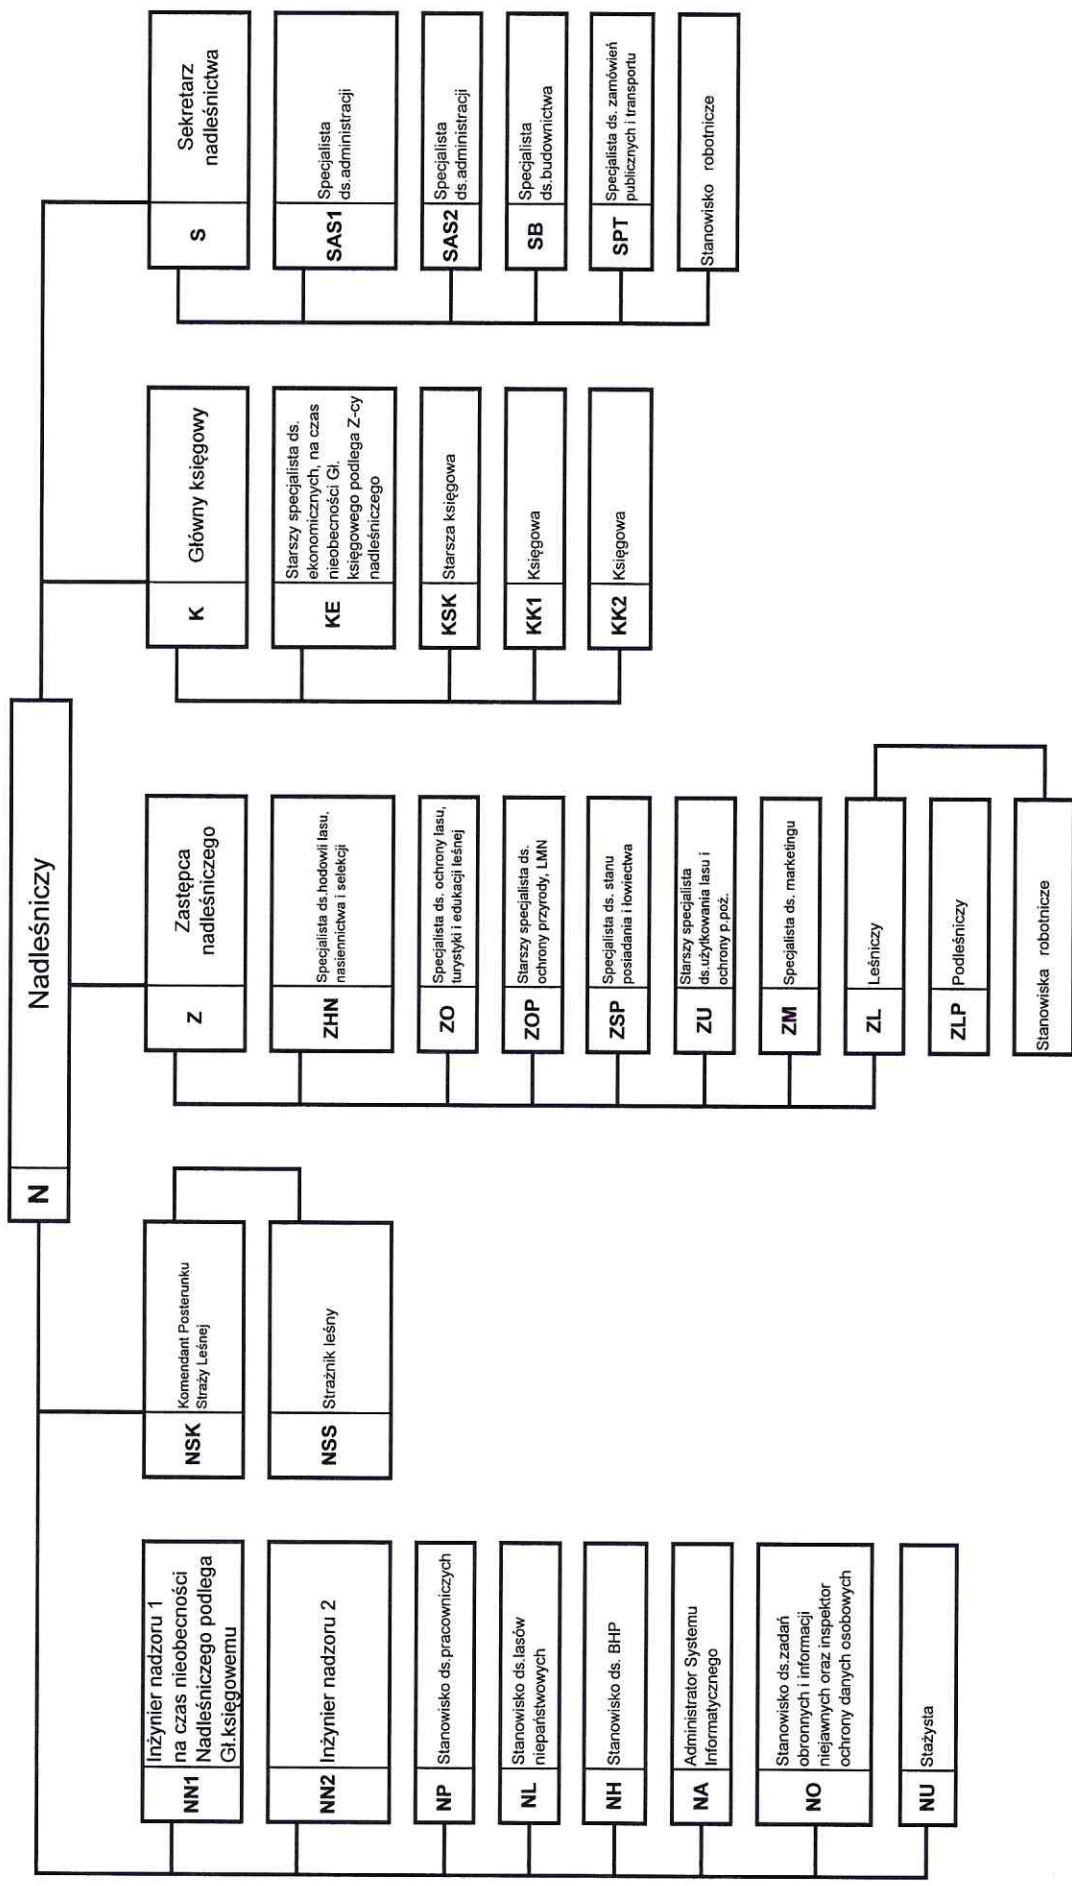 N
Nadleśniczy
NN1
Inżynier nadzoru 1
na czas nieobecności
Nadleśniczego podlega
Gł.księgowemu
NN2
Inżynier nadzoru 2
NP
Stanowisko ds.pracowniczych
NL
Stanowisko ds.lasów
niepaństwowych
NH
Stanowisko ds. BHP
NA
Administrator Systemu
Informatycznego
NO
Stanowisko ds.zadań
obronnych i informacji
niejawnych oraz inspektor
ochrony danych osobowych
NU
Stażysta
NSK
Komendant Posterunku
Straży Leśnej
NSS
Strażnik leśny
Z
Zastępca
nadleśniczego
ZHN
Specjalista ds.hodowli lasu,
nasiennictwa i selekcji
ZO
Specjalista ds. ochrony lasu,
turystyki i edukacji leśnej
ZOP
Starszy specjalista ds.
ochrony przyrody, LMN
ZSP
Specjalista ds. stanu
posiadania i łowiectwa
ZU
Starszy specjalista
ds.użytkowania lasu i
ochrony p.poż.
ZM
Specjalista ds. marketingu
ZL
Leśniczy
ZLP
Podleśniczy
Stanowiska robotnicze
K
Główny księgowy
KE
Starszy specjalista ds.
ekonomicznych, na czas
nieobecności Gł.
księgowego podlega Z-cy
nadleśniczego
KSK
Starsza księgowa
KK1
Księgowa
KK2
Księgowa
S
Sekretarz
nadleśnictwa
SAS1
Specjalista
ds.administracji
SAS2
Specjalista
ds.administracji
SB
Specjalista
ds.budownictwa
SPT
Specjalista ds. zamówień
publicznych i transportu
Stanowisko robotnicze